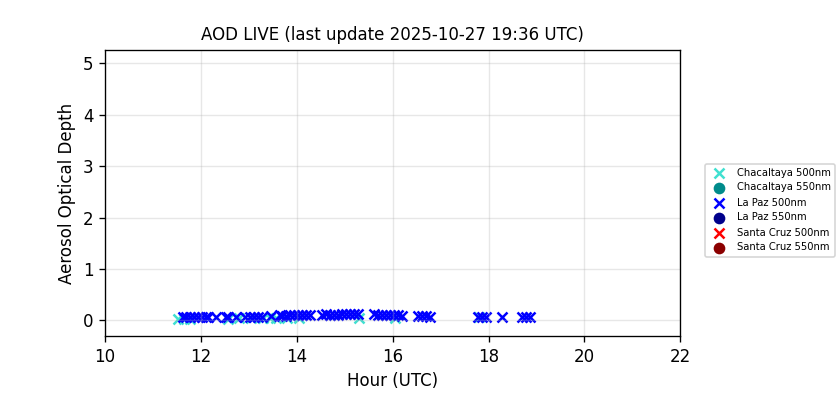 AOD LIVE (last update 2025-10-27 19:36 UTC)
Aerosol Optical Depth
5
4
3
2
1
0
10 12 14 16 18 20 22
Hour (UTC)
Chacaltaya 500nm
Chacaltaya 550nm
La Paz 500nm
La Paz 550nm
Santa Cruz 500nm
Santa Cruz 550nm